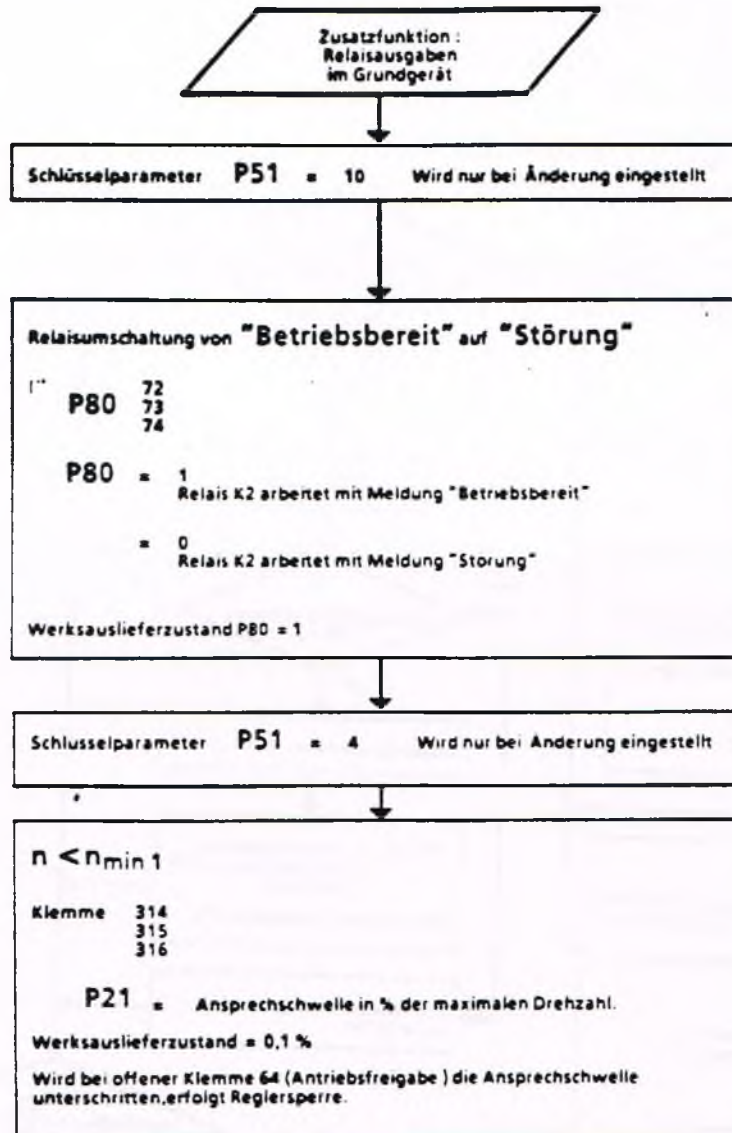 Zusatzfunktion :
Relaisausgaben
im Grundgerät
Schlüsselparameter P51 = 10 Wird nur bei Änderung eingestellt
Relaisumschaltung von "Betriebsbereit" auf "Störung"
P80 72
73
74
P80 = 1
Relais K2 arbeitet mit Meldung "Betriebsbereit"
= 0
Relais K2 arbeitet mit Meldung "Storung"
Werksauslieferzustand P80 = 1
Schlusselparameter P51 = 4 Wird nur bei Änderung eingestellt
n < nmin 1
Klemme 314
315
316
P21 = Ansprechschwelle in % der maximalen Drehzahl.
Werksauslieferzustand = 0,1 %
Wird bei offener Klemme 64 (Antriebsfreigabe ) die Ansprechschwelle
unterschritten,erfolgt Reglersperre.